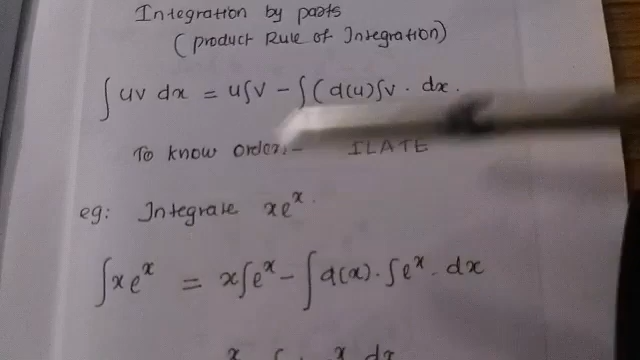 Integration by parts
(Product Rule of Integration)
∫ uv dx = u∫v - ∫(d(u)∫v · dx.
To know order:- ILATE
eg: Integrate xe^x.
∫xe^x = x∫e^x - ∫d(x)·∫e^x · dx